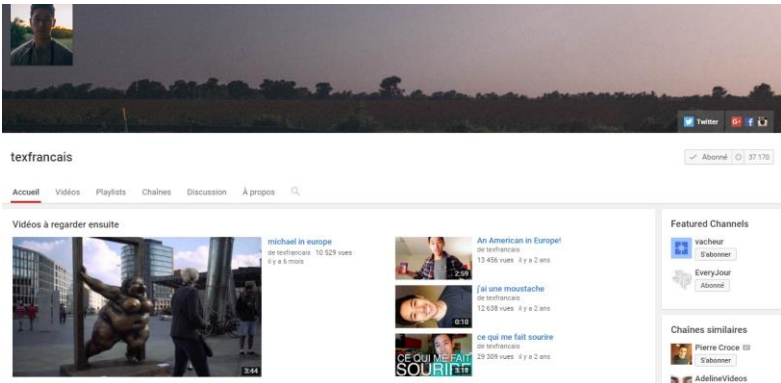 Twitter
texfrancais
Abonné 37 170
Accueil Vidéos Playlists Chaînes Discussion À propos
Vidéos à regarder ensuite
3:44
michael in europe
de texfrancais 10 529 vues
il y a 6 mois
2:59
An American in Europe!
de texfrancais
13 456 vues il y a 2 ans
0:10
j'ai une moustache
de texfrancais
12 638 vues il y a 2 ans
CE QUI ME FAIT
SOURIRE
3:18
ce qui me fait sourire
de texfrancais
29 309 vues il y a 2 ans
Featured Channels
vacheur
S'abonner
EveryJour
Abonné
Chaînes similaires
Pierre Croce
S'abonner
AdelineVideos